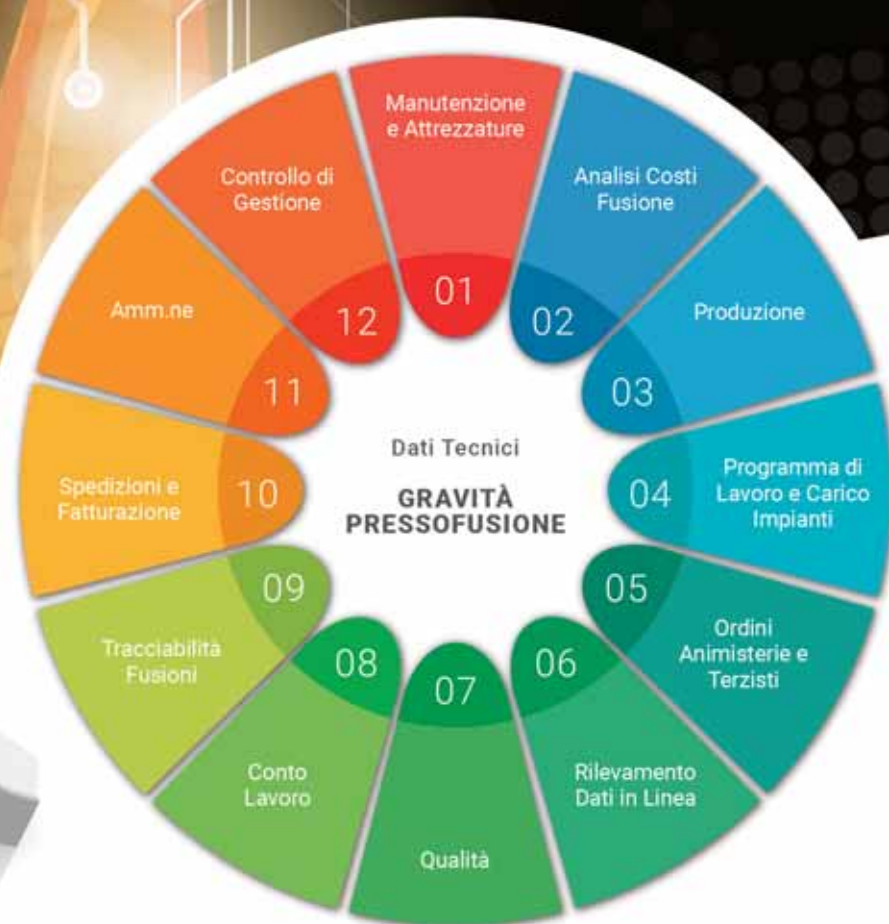 Manutenzione
e Attrezzature
01
Analisi Costi
Fusione
02
Produzione
03
Programma di
Lavoro e Carico
Impianti
04
Ordini
Animisterie e
Terzisti
05
Rilevamento
Dati in Linea
06
Qualità
07
Conto
Lavoro
08
Tracciabilità
Fusioni
09
Spedizioni e
Fatturazione
10
Amm.ne
11
Controllo di
Gestione
12
Dati Tecnici
GRAVITÀ
PRESSOFUSIONE